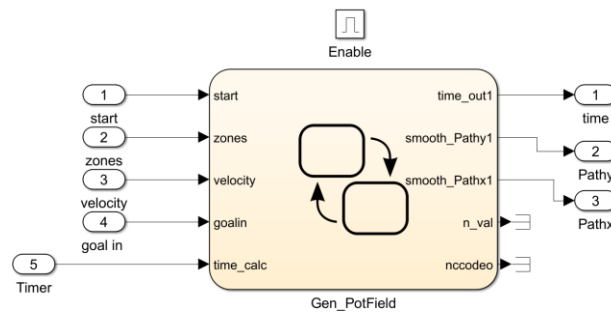 Enable
1
start
2
zones
3
velocity
4
goal in
5
Timer
start
zones
velocity
goalin
time_calc
time_out1
smooth_Pathy1
smooth_Pathx1
n_val
nccodeo
1
time
2
Pathy
3
Pathx
Gen_PotField